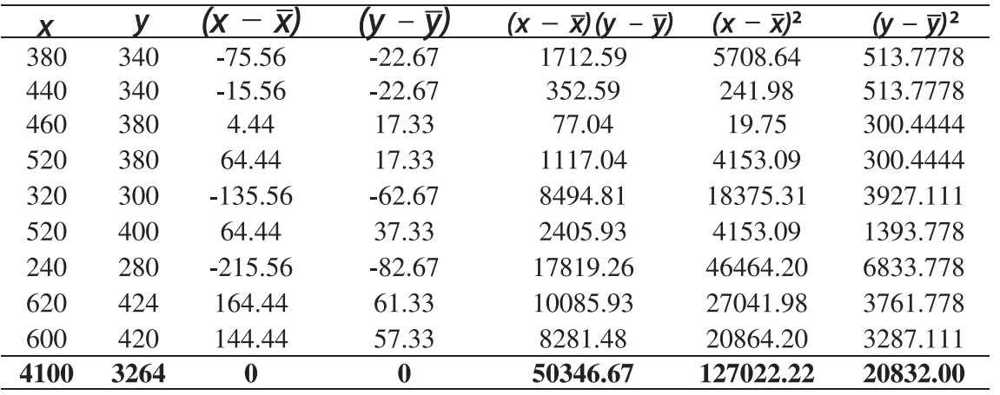 x y (x − x̅) (y − y̅) (x − x̅)(y − y̅) (x − x̅)² (y − y̅)²
380 340 -75.56 -22.67 1712.59 5708.64 513.7778
440 340 -15.56 -22.67 352.59 241.98 513.7778
460 380 4.44 17.33 77.04 19.75 300.4444
520 380 64.44 17.33 1117.04 4153.09 300.4444
320 300 -135.56 -62.67 8494.81 18375.31 3927.111
520 400 64.44 37.33 2405.93 4153.09 1393.778
240 280 -215.56 -82.67 17819.26 46464.20 6833.778
620 424 164.44 61.33 10085.93 27041.98 3761.778
600 420 144.44 57.33 8281.48 20864.20 3287.111
4100 3264 0 0 50346.67 127022.22 20832.00